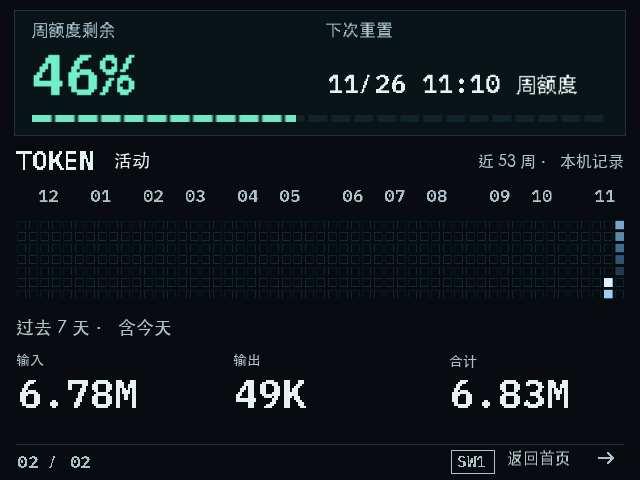 周额度剩余 下次重置
46% 11/26 11:10 周额度
TOKEN 活动 近 53 周 · 本机记录
12 01 02 03 04 05 06 07 08 09 10 11
过去 7 天 · 含今天
输入 输出 合计
6.78M 49K 6.83M
02 / 02 SW1 返回首页 →